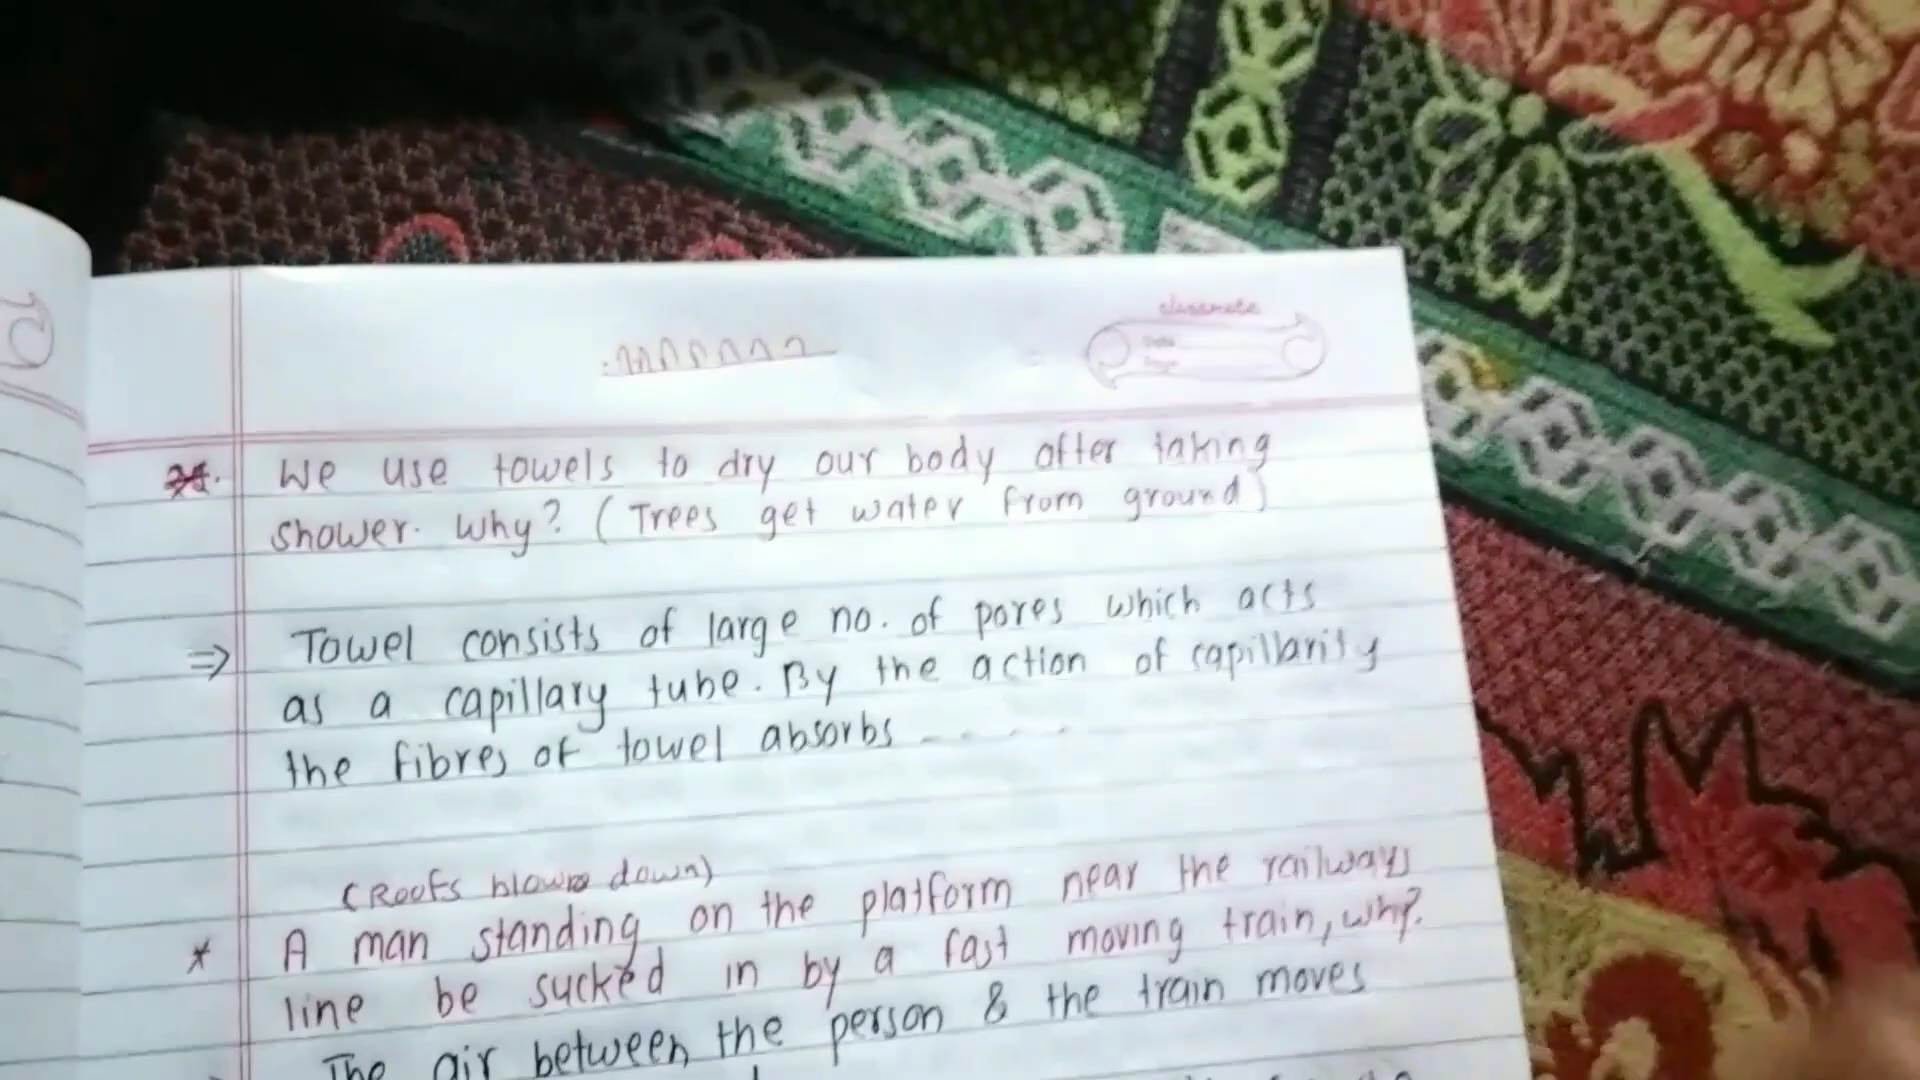 classmate
Date
Page
We use towels to dry our body after taking
shower. Why? (Trees get water from ground)
⇒ Towel consists of large no. of pores which acts
as a capillary tube. By the action of capillarity
the fibres of towel absorbs - - - - -
(Roofs blown down)
* A man standing on the platform near the railway
line be sucked in by a fast moving train, why?
The air between the person & the train moves